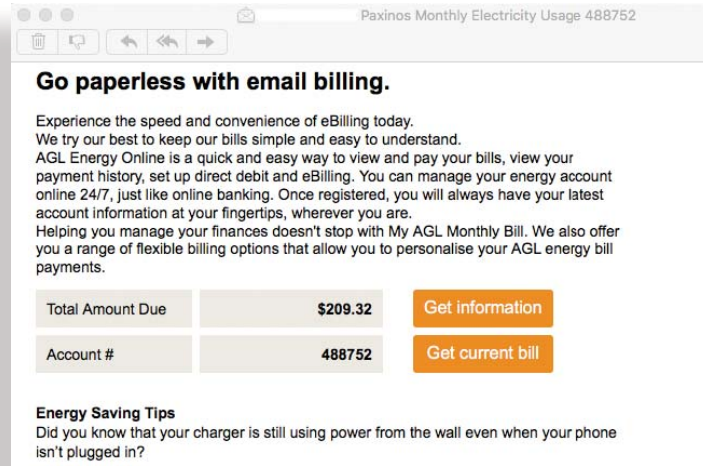 Paxinos Monthly Electricity Usage 488752
Go paperless with email billing.
Experience the speed and convenience of eBilling today.
We try our best to keep our bills simple and easy to understand.
AGL Energy Online is a quick and easy way to view and pay your bills, view your
payment history, set up direct debit and eBilling. You can manage your energy account
online 24/7, just like online banking. Once registered, you will always have your latest
account information at your fingertips, wherever you are.
Helping you manage your finances doesn't stop with My AGL Monthly Bill. We also offer
you a range of flexible billing options that allow you to personalise your AGL energy bill
payments.
Total Amount Due $209.32 Get information
Account # 488752 Get current bill
Energy Saving Tips
Did you know that your charger is still using power from the wall even when your phone
isn't plugged in?